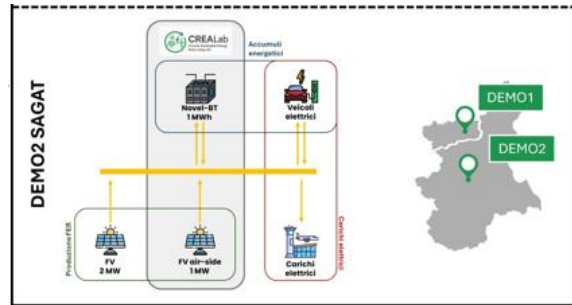 DEMO2 SAGAT
CREALab
Accumuli
energetici
Novel-BT
1 MWh
Veicoli
elettrici
Produzione FER
FV
2 MW
FV air-side
1 MW
Carichi
elettrici
Carichi elettrici
DEMO1
DEMO2